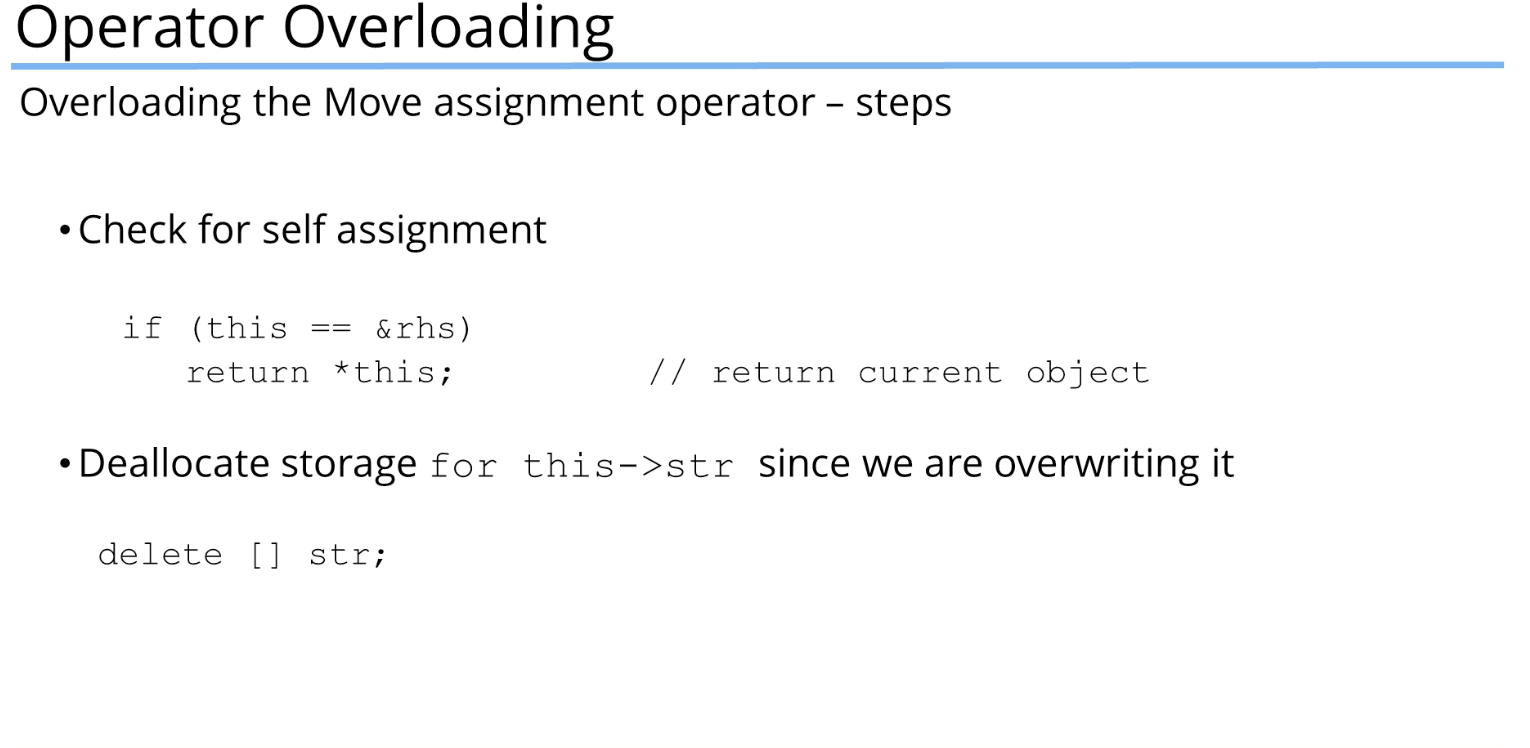 Operator Overloading
Overloading the Move assignment operator – steps
• Check for self assignment
if (this == &rhs)
return *this; // return current object
• Deallocate storage for this->str since we are overwriting it
delete [] str;